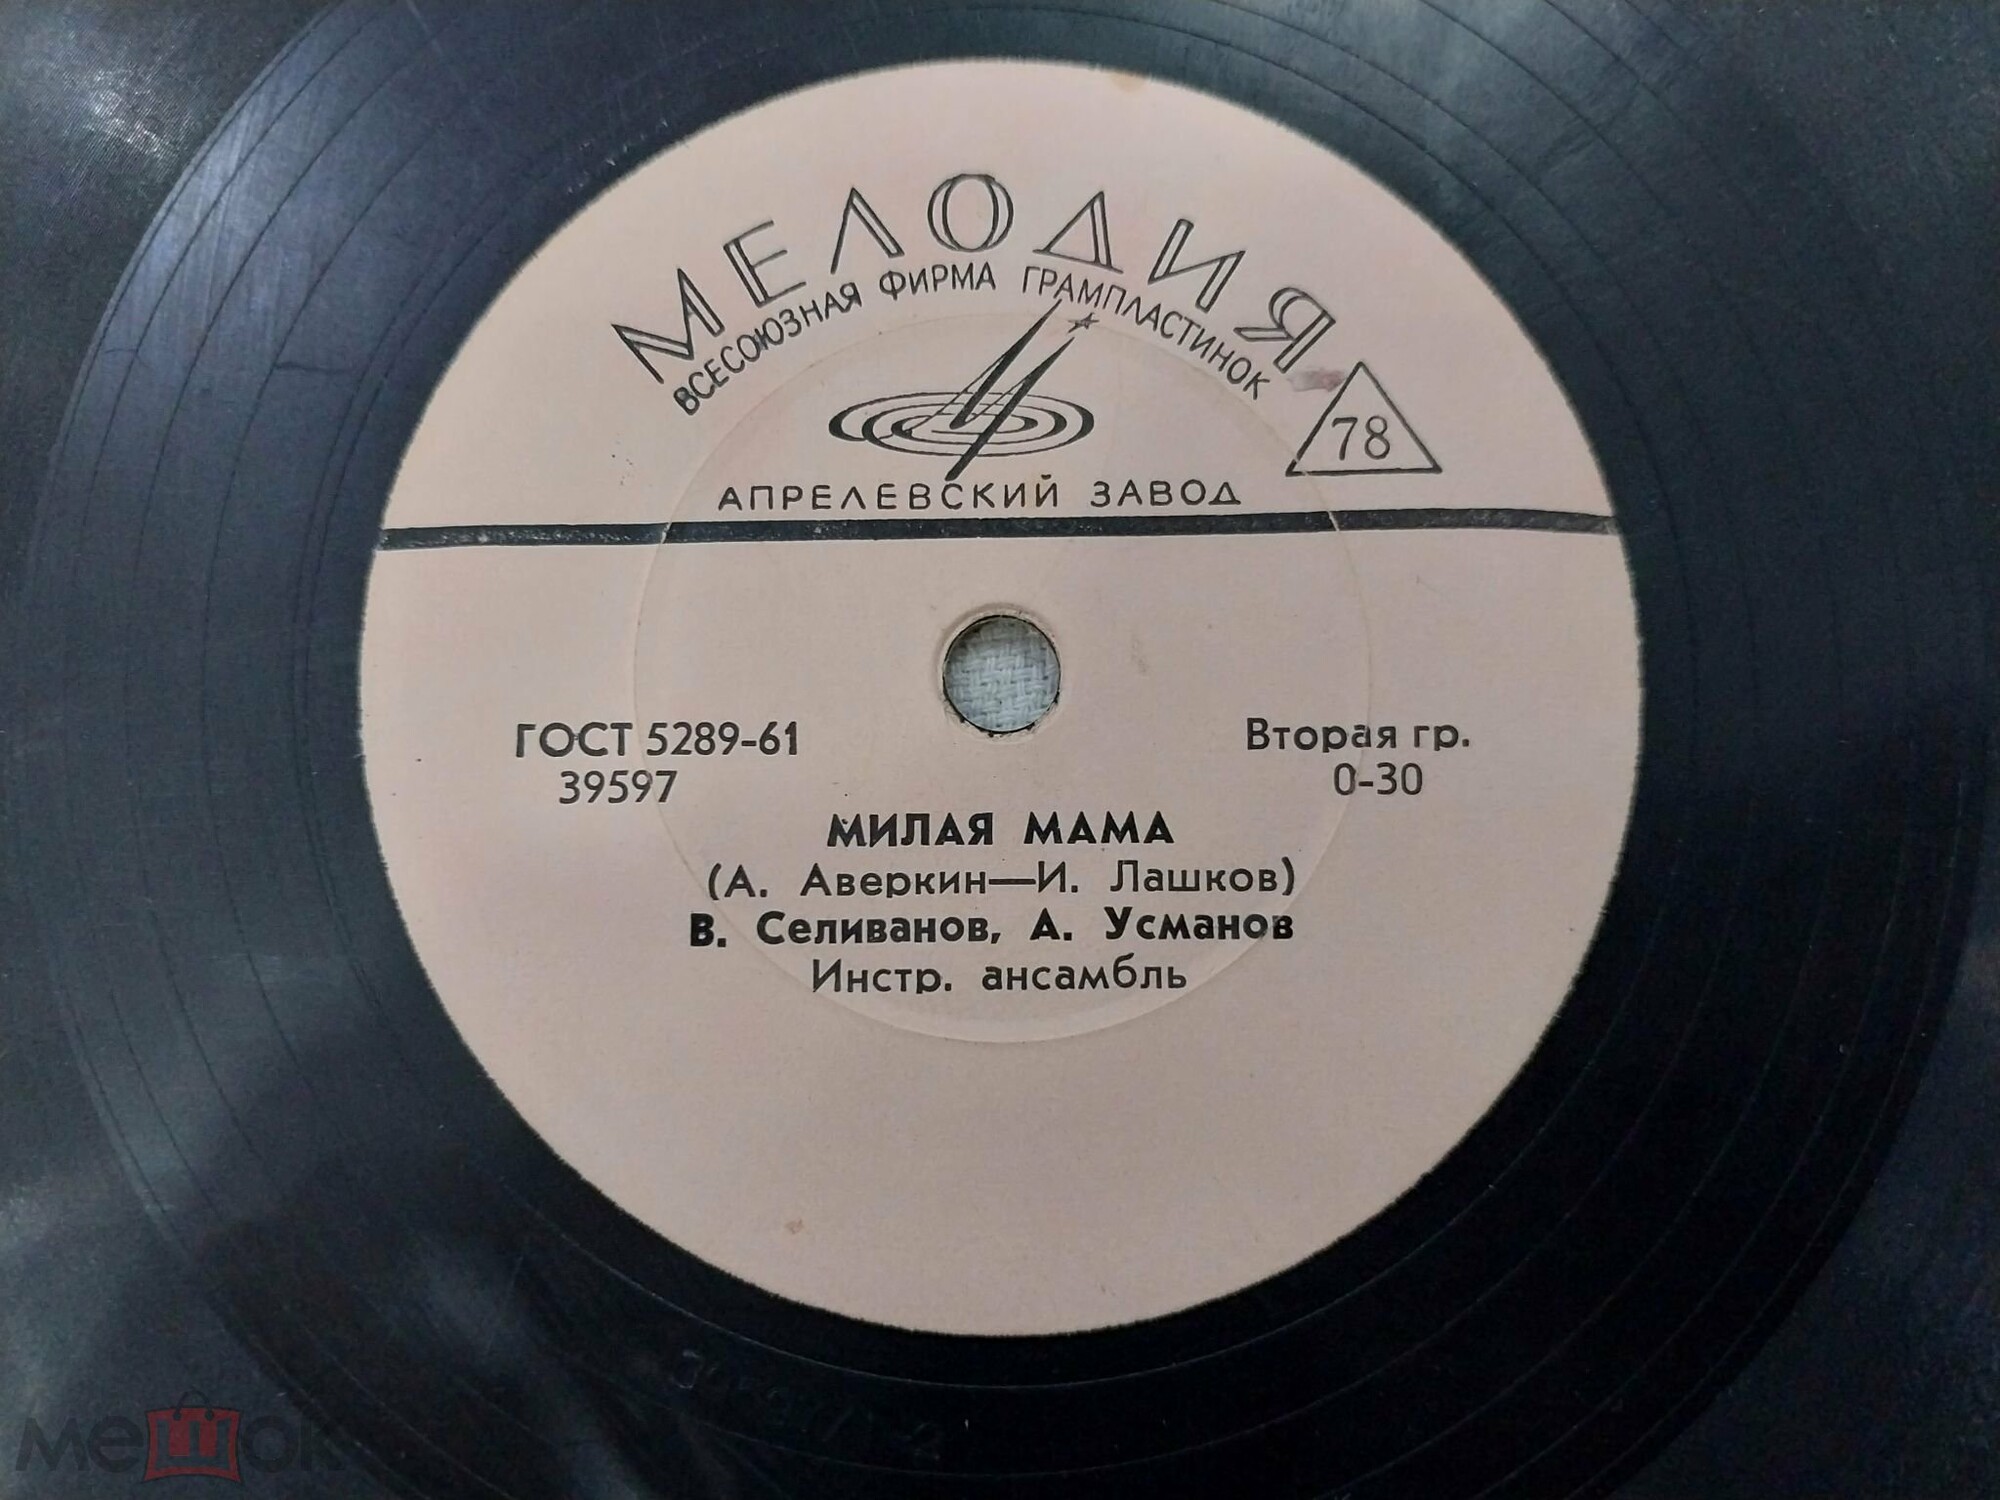 МЕЛОДИЯ
ВСЕСОЮЗНАЯ ФИРМА ГРАМПЛАСТИНОК
78
АПРЕЛЕВСКИЙ ЗАВОД
ГОСТ 5289-61
39597
Вторая гр.
0-30
МИЛАЯ МАМА
(А. Аверкин—И. Лашков)
В. Селиванов, А. Усманов
Инстр. ансамбль
мешок